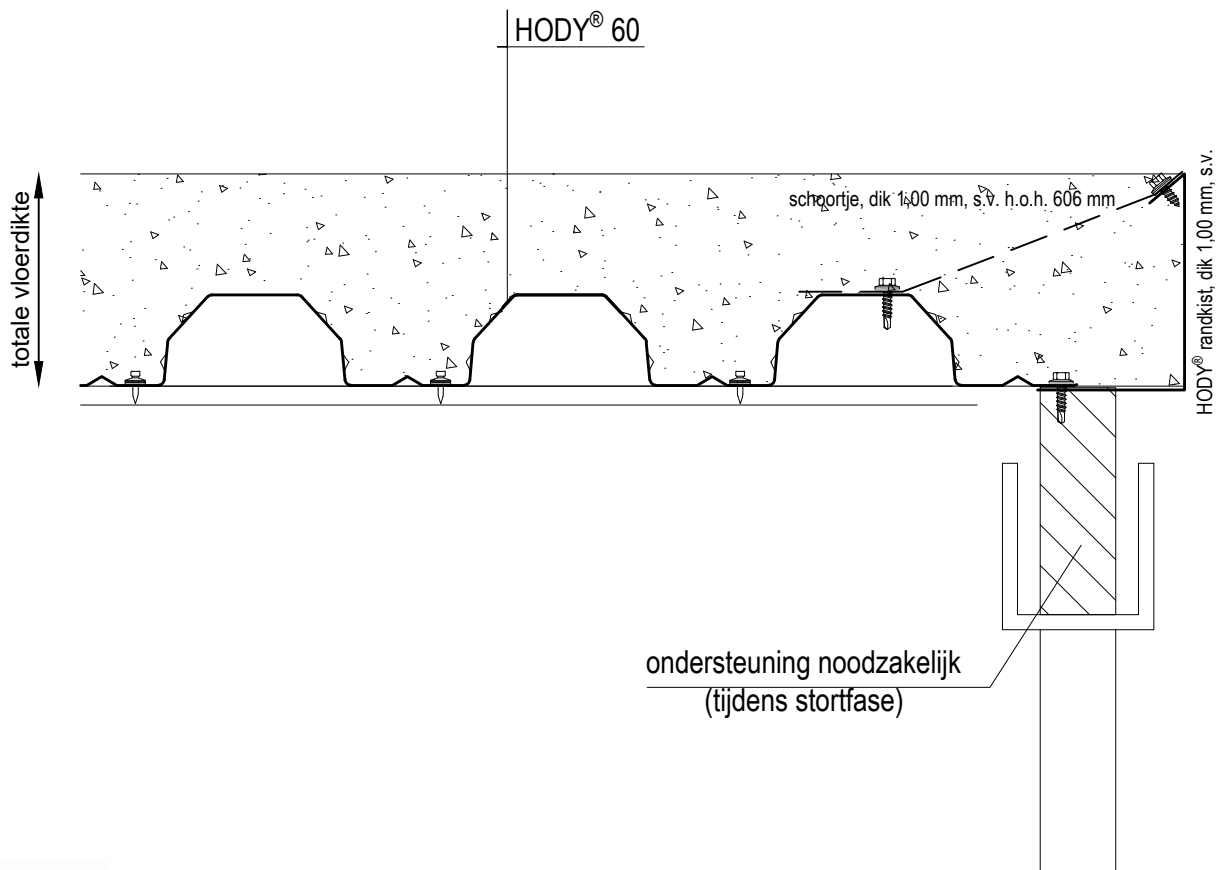 HODY® 60
totale vloerdikte
schoortje, dik 1,00 mm, s.v. h.o.h. 606 mm
HODY® randkist, dik 1,00 mm, s.v.
ondersteuning noodzakelijk
(tijdens stortfase)